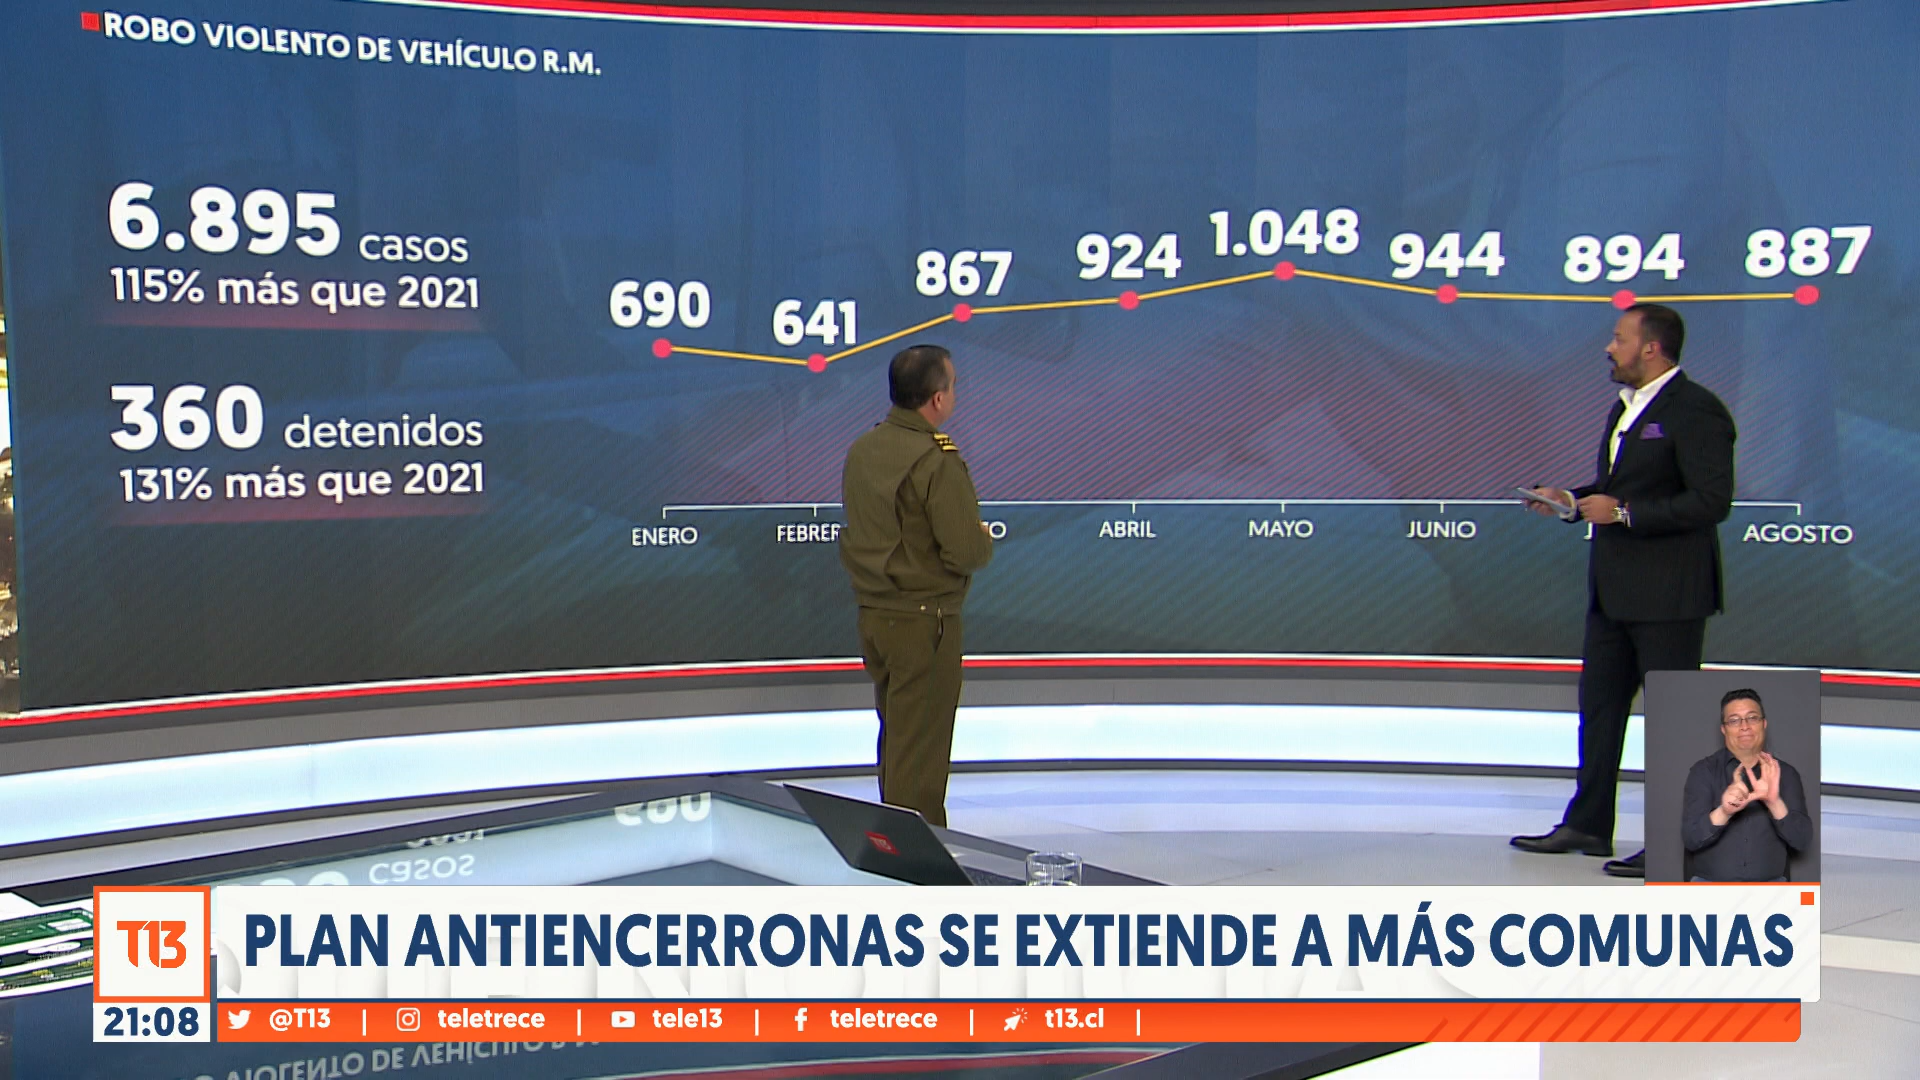 ROBO VIOLENTO DE VEHÍCULO R.M.
6.895 casos
115% más que 2021
360 detenidos
131% más que 2021
690
641
867
924
1.048
944
894
887
ENERO
FEBRER
ABRIL
MAYO
JUNIO
AGOSTO
T13
T13
PLAN ANTIENCERRONAS SE EXTIENDE A MÁS COMUNAS
21:08
@T13 | teletrece | tele13 | teletrece | t13.cl |